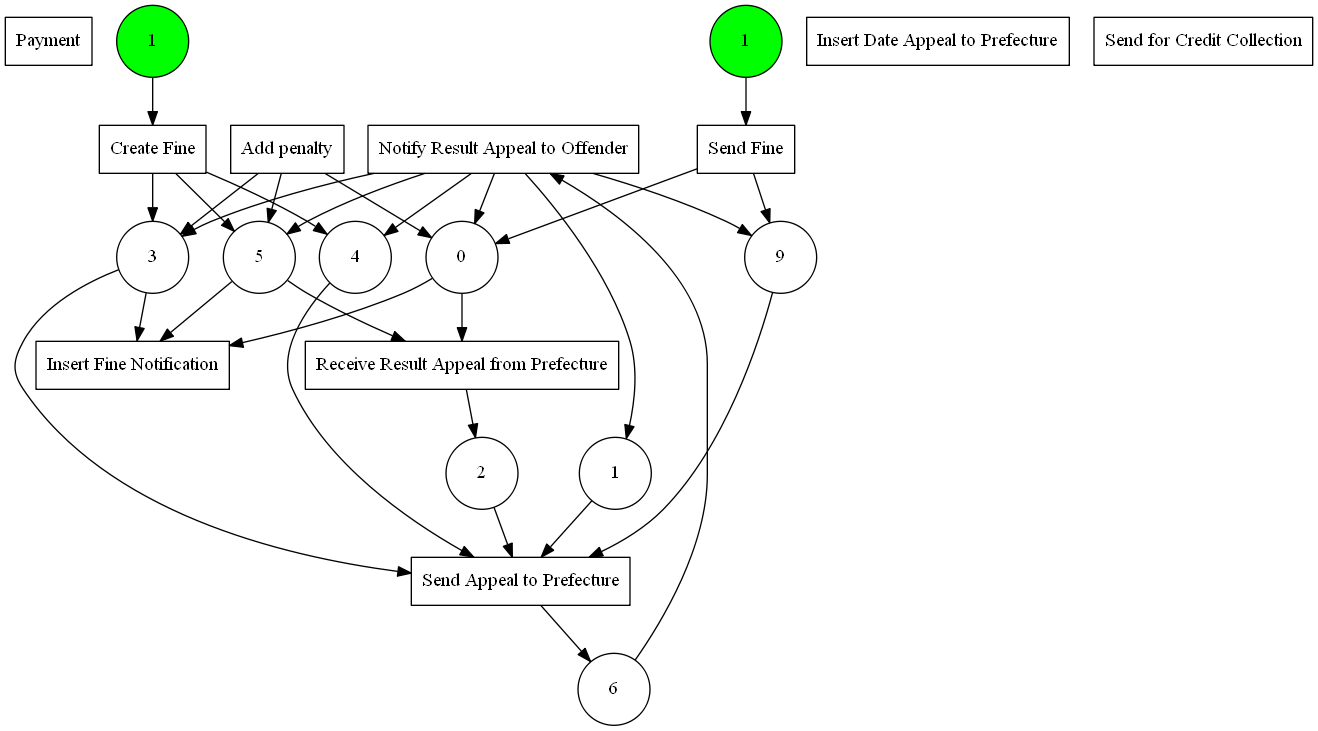 Payment
1
1
Insert Date Appeal to Prefecture
Send for Credit Collection
Create Fine
Add penalty
Notify Result Appeal to Offender
Send Fine
3
5
4
0
9
Insert Fine Notification
Receive Result Appeal from Prefecture
2
1
Send Appeal to Prefecture
6